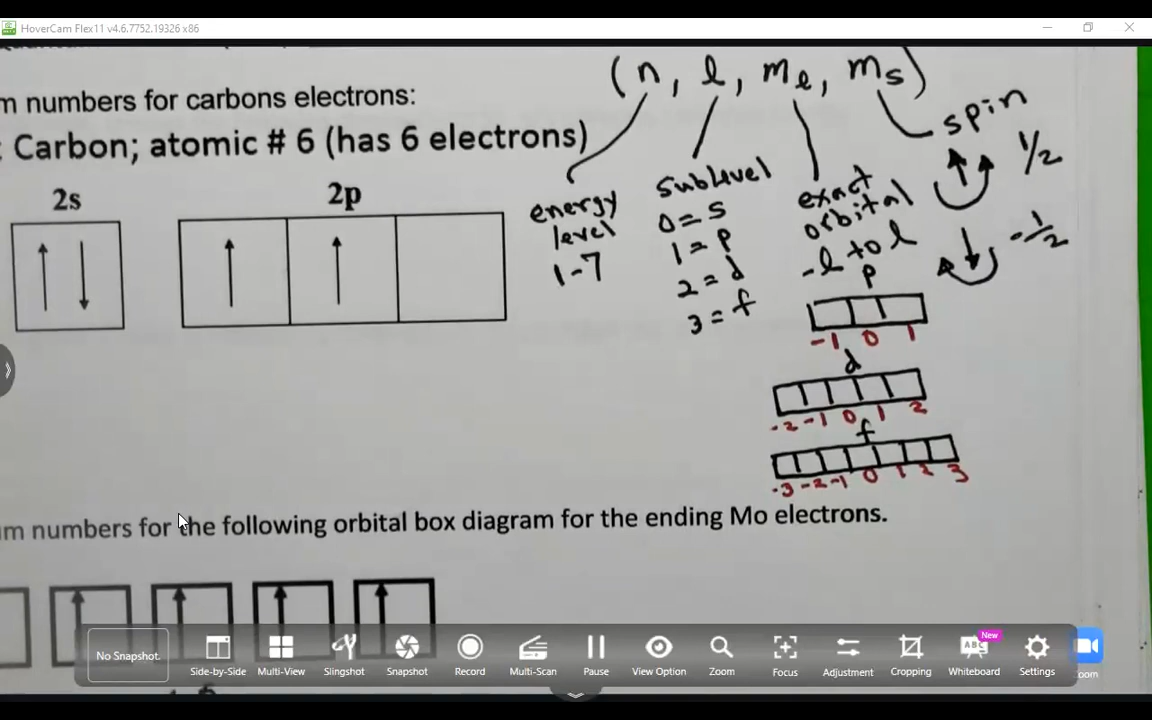 HoverCam Flex11 v4.6.7752.19326 x86
(n, l, ml, ms)
m numbers for carbons electrons:
: Carbon; atomic # 6 (has 6 electrons)
2s
2p
energy
level
1-7
sublevel
0 = s
1 = p
2 = d
3 = f
exact
orbital
-l to l
spin
1/2
-1/2
p
-1 0 1
d
-2 -1 0 1 2
f
-3 -2 -1 0 1 2 3
um numbers for the following orbital box diagram for the ending Mo electrons.
No Snapshot.
Side-by-Side
Multi-View
Slingshot
Snapshot
Record
Multi-Scan
Pause
View Option
Zoom
Focus
Adjustment
Cropping
New
ABC
Whiteboard
Settings
oom